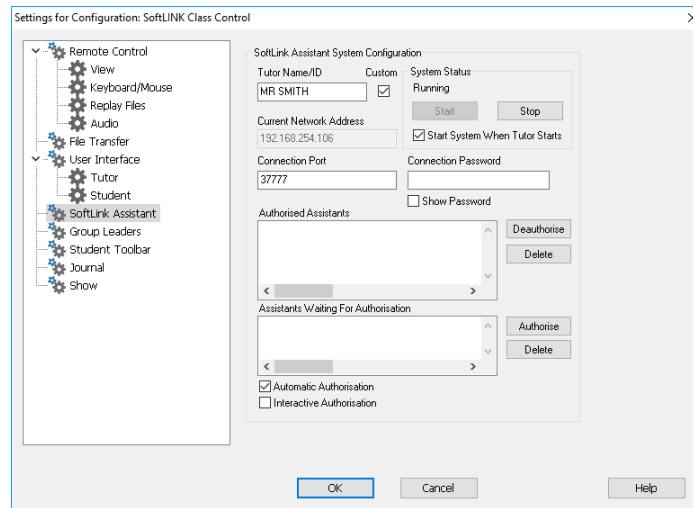 Settings for Configuration: SoftLINK Class Control
Remote Control
View
Keyboard/Mouse
Replay Files
Audio
File Transfer
User Interface
Tutor
Student
SoftLink Assistant
Group Leaders
Student Toolbar
Journal
Show
SoftLink Assistant System Configuration
Tutor Name/ID
Custom
MR SMITH
System Status
Running
Start
Stop
Start System When Tutor Starts
Current Network Address
192.168.254.106
Connection Port
37777
Connection Password
Show Password
Authorised Assistants
Deauthorise
Delete
Assistants Waiting For Authorisation
Authorise
Delete
Automatic Authorisation
Interactive Authorisation
OK
Cancel
Help